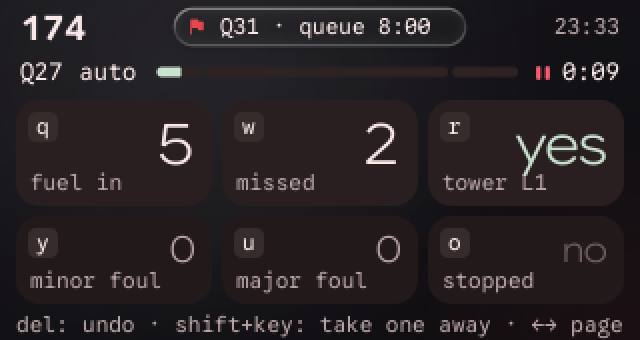 174 Q31 · queue 8:00 23:33
Q27 auto 0:09
q 5 w 2 r yes
fuel in missed tower L1
y 0 u 0 o no
minor foul major foul stopped
del: undo · shift+key: take one away · ↔ page